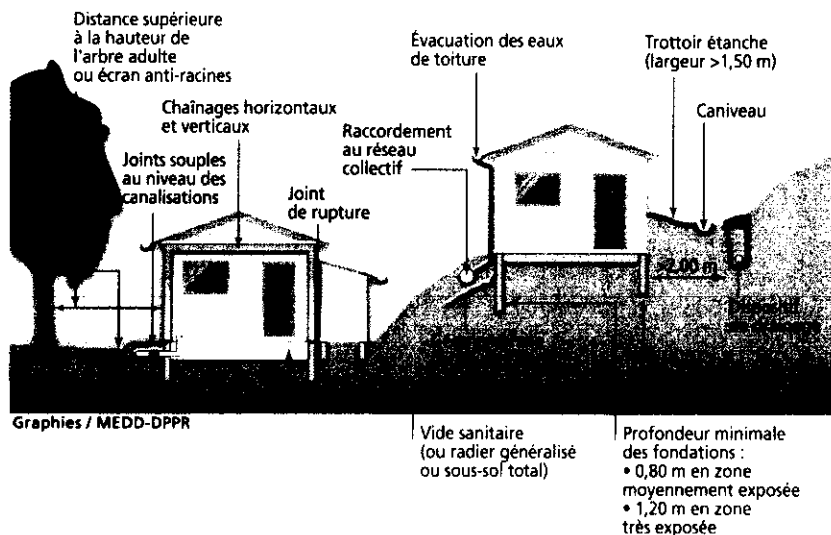 Distance supérieure
à la hauteur de
l'arbre adulte
ou écran anti-racines
Chaînages horizontaux
et verticaux
Joints souples
au niveau des
canalisations
Joint
de rupture
Évacuation des eaux
de toiture
Raccordement
au réseau
collectif
Trottoir étanche
(largeur >1,50 m)
Caniveau
>2,00 m
Graphies / MEDD-DPPR
Vide sanitaire
(ou radier généralisé
ou sous-sol total)
Profondeur minimale
des fondations :
• 0,80 m en zone
moyennement exposée
• 1,20 m en zone
très exposée